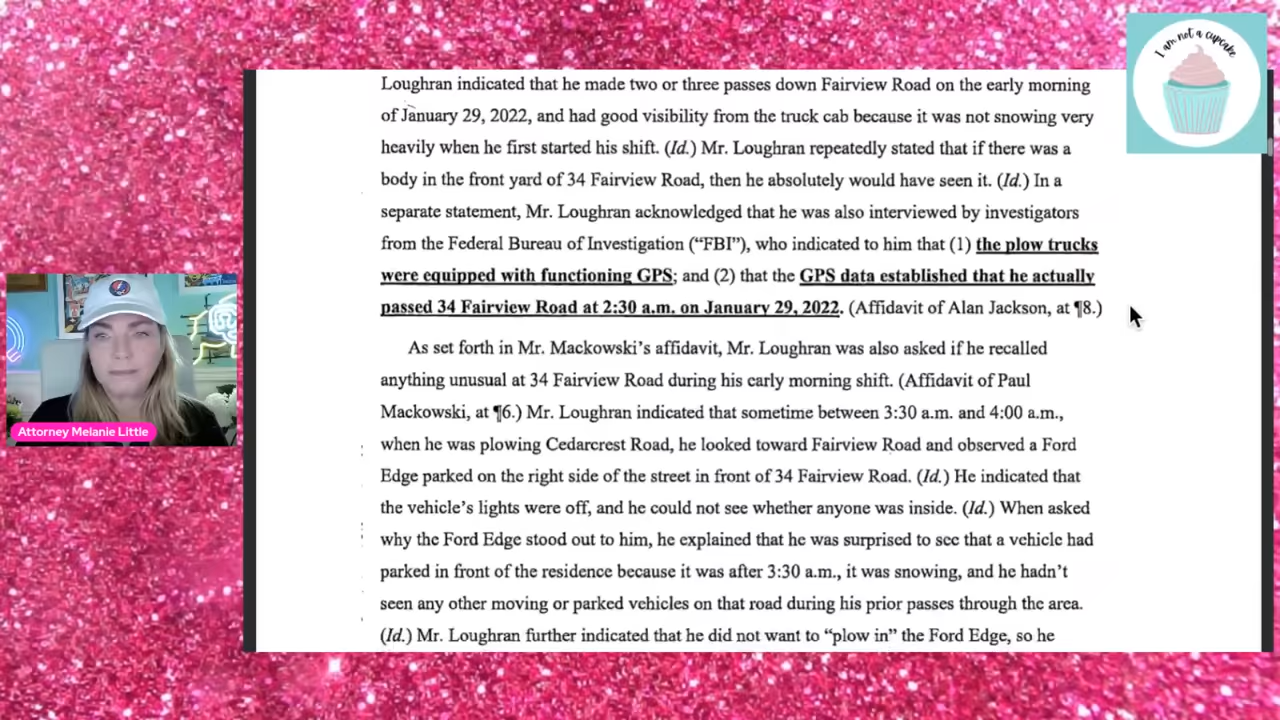 I am not a cupcake
Loughran indicated that he made two or three passes down Fairview Road on the early morning
of January 29, 2022, and had good visibility from the truck cab because it was not snowing very
heavily when he first started his shift. (Id.) Mr. Loughran repeatedly stated that if there was a
body in the front yard of 34 Fairview Road, then he absolutely would have seen it. (Id.) In a
separate statement, Mr. Loughran acknowledged that he was also interviewed by investigators
from the Federal Bureau of Investigation (“FBI”), who indicated to him that (1) the plow trucks
were equipped with functioning GPS; and (2) that the GPS data established that he actually
passed 34 Fairview Road at 2:30 a.m. on January 29, 2022. (Affidavit of Alan Jackson, at ¶8.)
As set forth in Mr. Mackowski’s affidavit, Mr. Loughran was also asked if he recalled
anything unusual at 34 Fairview Road during his early morning shift. (Affidavit of Paul
Mackowski, at ¶6.) Mr. Loughran indicated that sometime between 3:30 a.m. and 4:00 a.m.,
when he was plowing Cedarcrest Road, he looked toward Fairview Road and observed a Ford
Edge parked on the right side of the street in front of 34 Fairview Road. (Id.) He indicated that
the vehicle’s lights were off, and he could not see whether anyone was inside. (Id.) When asked
why the Ford Edge stood out to him, he explained that he was surprised to see that a vehicle had
parked in front of the residence because it was after 3:30 a.m., it was snowing, and he hadn’t
seen any other moving or parked vehicles on that road during his prior passes through the area.
(Id.) Mr. Loughran further indicated that he did not want to “plow in” the Ford Edge, so he
Attorney Melanie Little